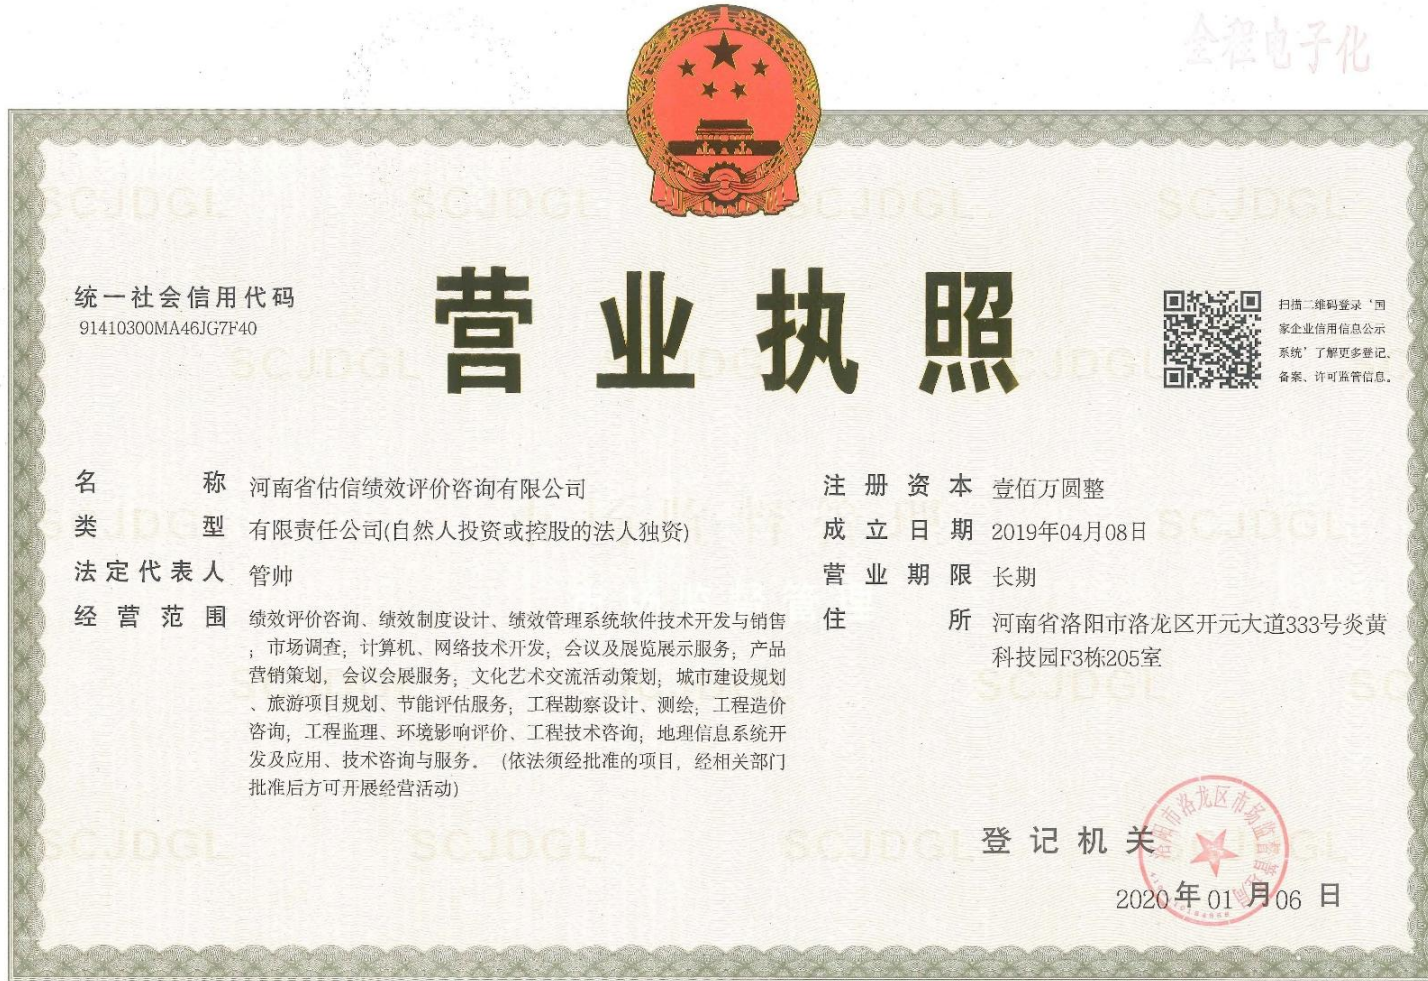 全程电子化
统一社会信用代码
91410300MA46JG7F40
营业执照
扫描二维码登录‘国
家企业信用信息公示
系统’了解更多登记、
备案、许可监管信息。
名称 河南省估信绩效评价咨询有限公司
类型 有限责任公司(自然人投资或控股的法人独资)
法定代表人 管帅
经营范围 绩效评价咨询、绩效制度设计、绩效管理系统软件技术开发与销售
；市场调查；计算机、网络技术开发；会议及展览展示服务；产品
营销策划，会议会展服务；文化艺术交流活动策划；城市建设规划
、旅游项目规划、节能评估服务；工程勘察设计、测绘；工程造价
咨询；工程监理、环境影响评价、工程技术咨询；地理信息系统开
发及应用、技术咨询与服务。（依法须经批准的项目，经相关部门
批准后方可开展经营活动）
注册资本 壹佰万圆整
成立日期 2019年04月08日
营业期限 长期
住所 河南省洛阳市洛龙区开元大道333号炎黄
科技园F3栋205室
登记机关
洛阳市洛龙区市场监督管理局
2020年01月06日
SCJDGL